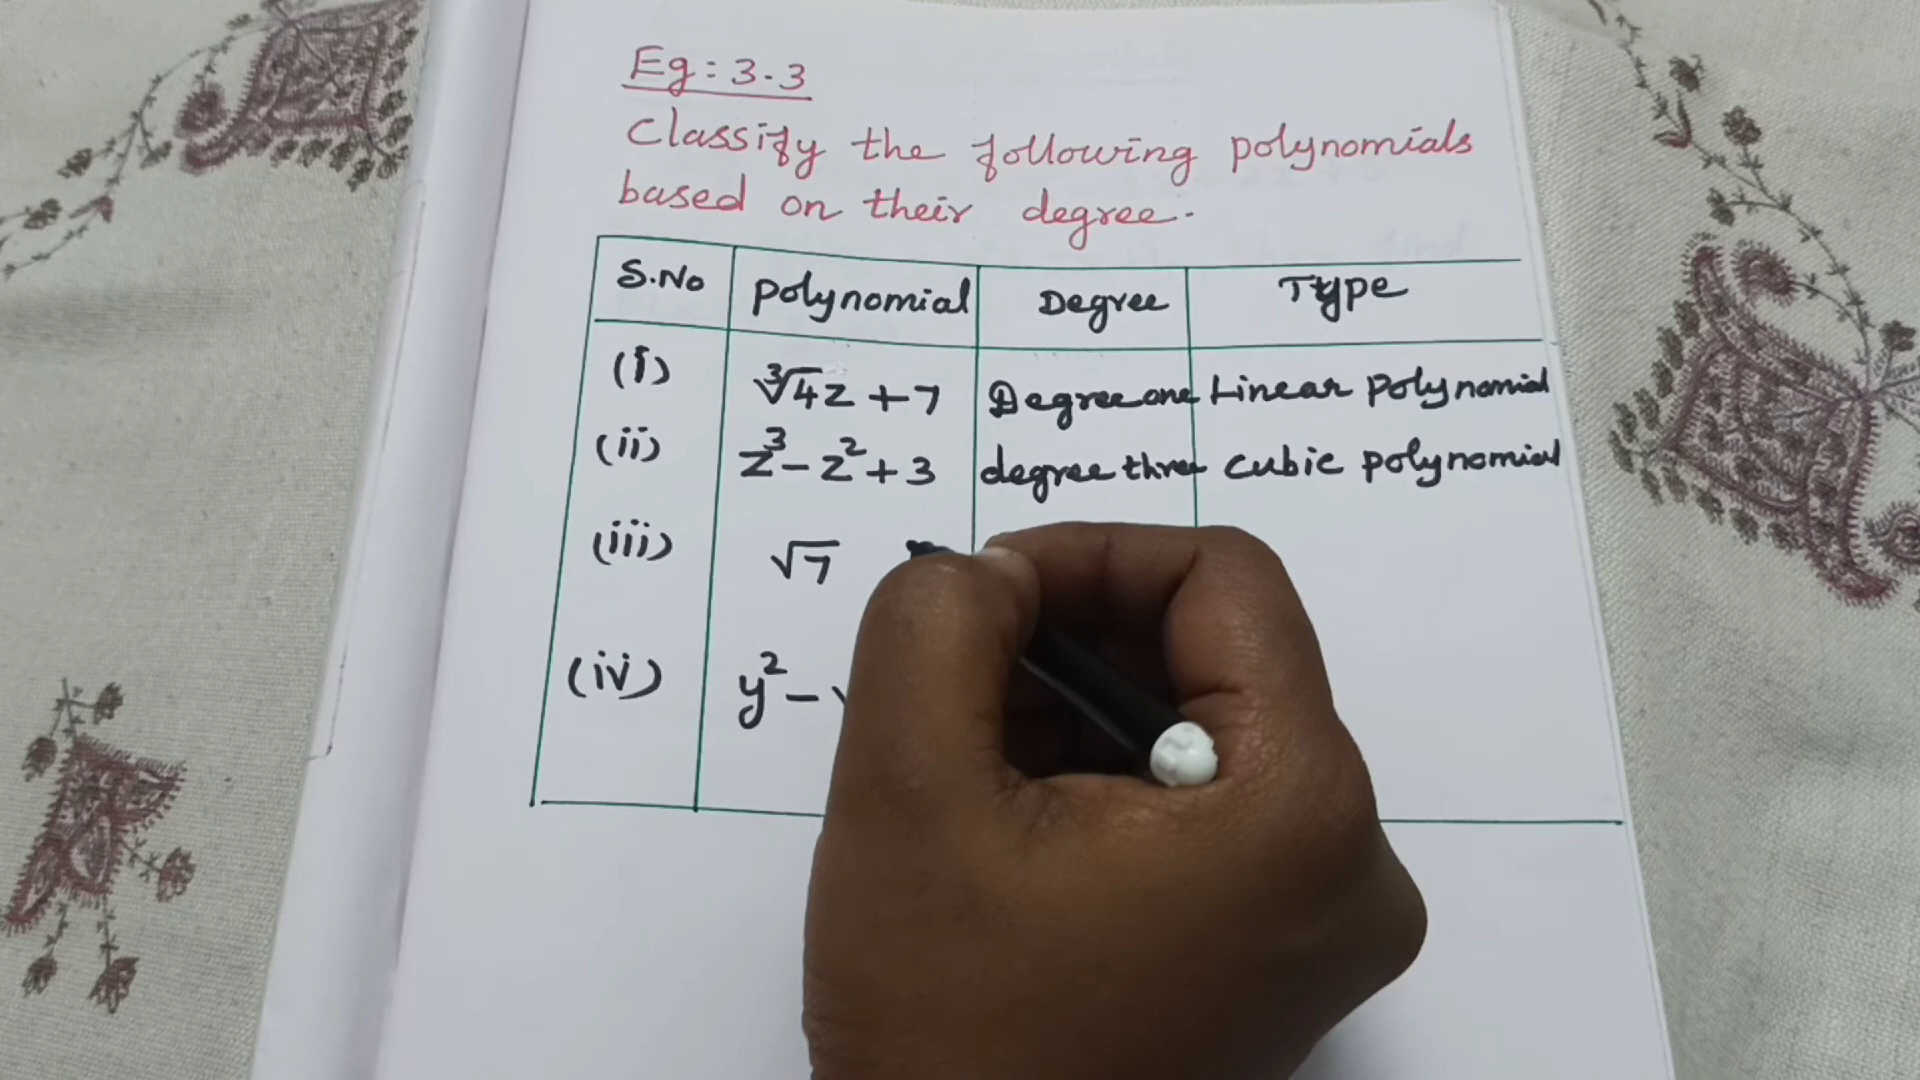 Eg: 3.3
Classify the following polynomials
based on their degree.
S.No Polynomial Degree Type
(i) ∛4z + 7 Degree one Linear polynomial
(ii) z³ - z² + 3 degree three cubic polynomial
(iii) √7
(iv) y² -